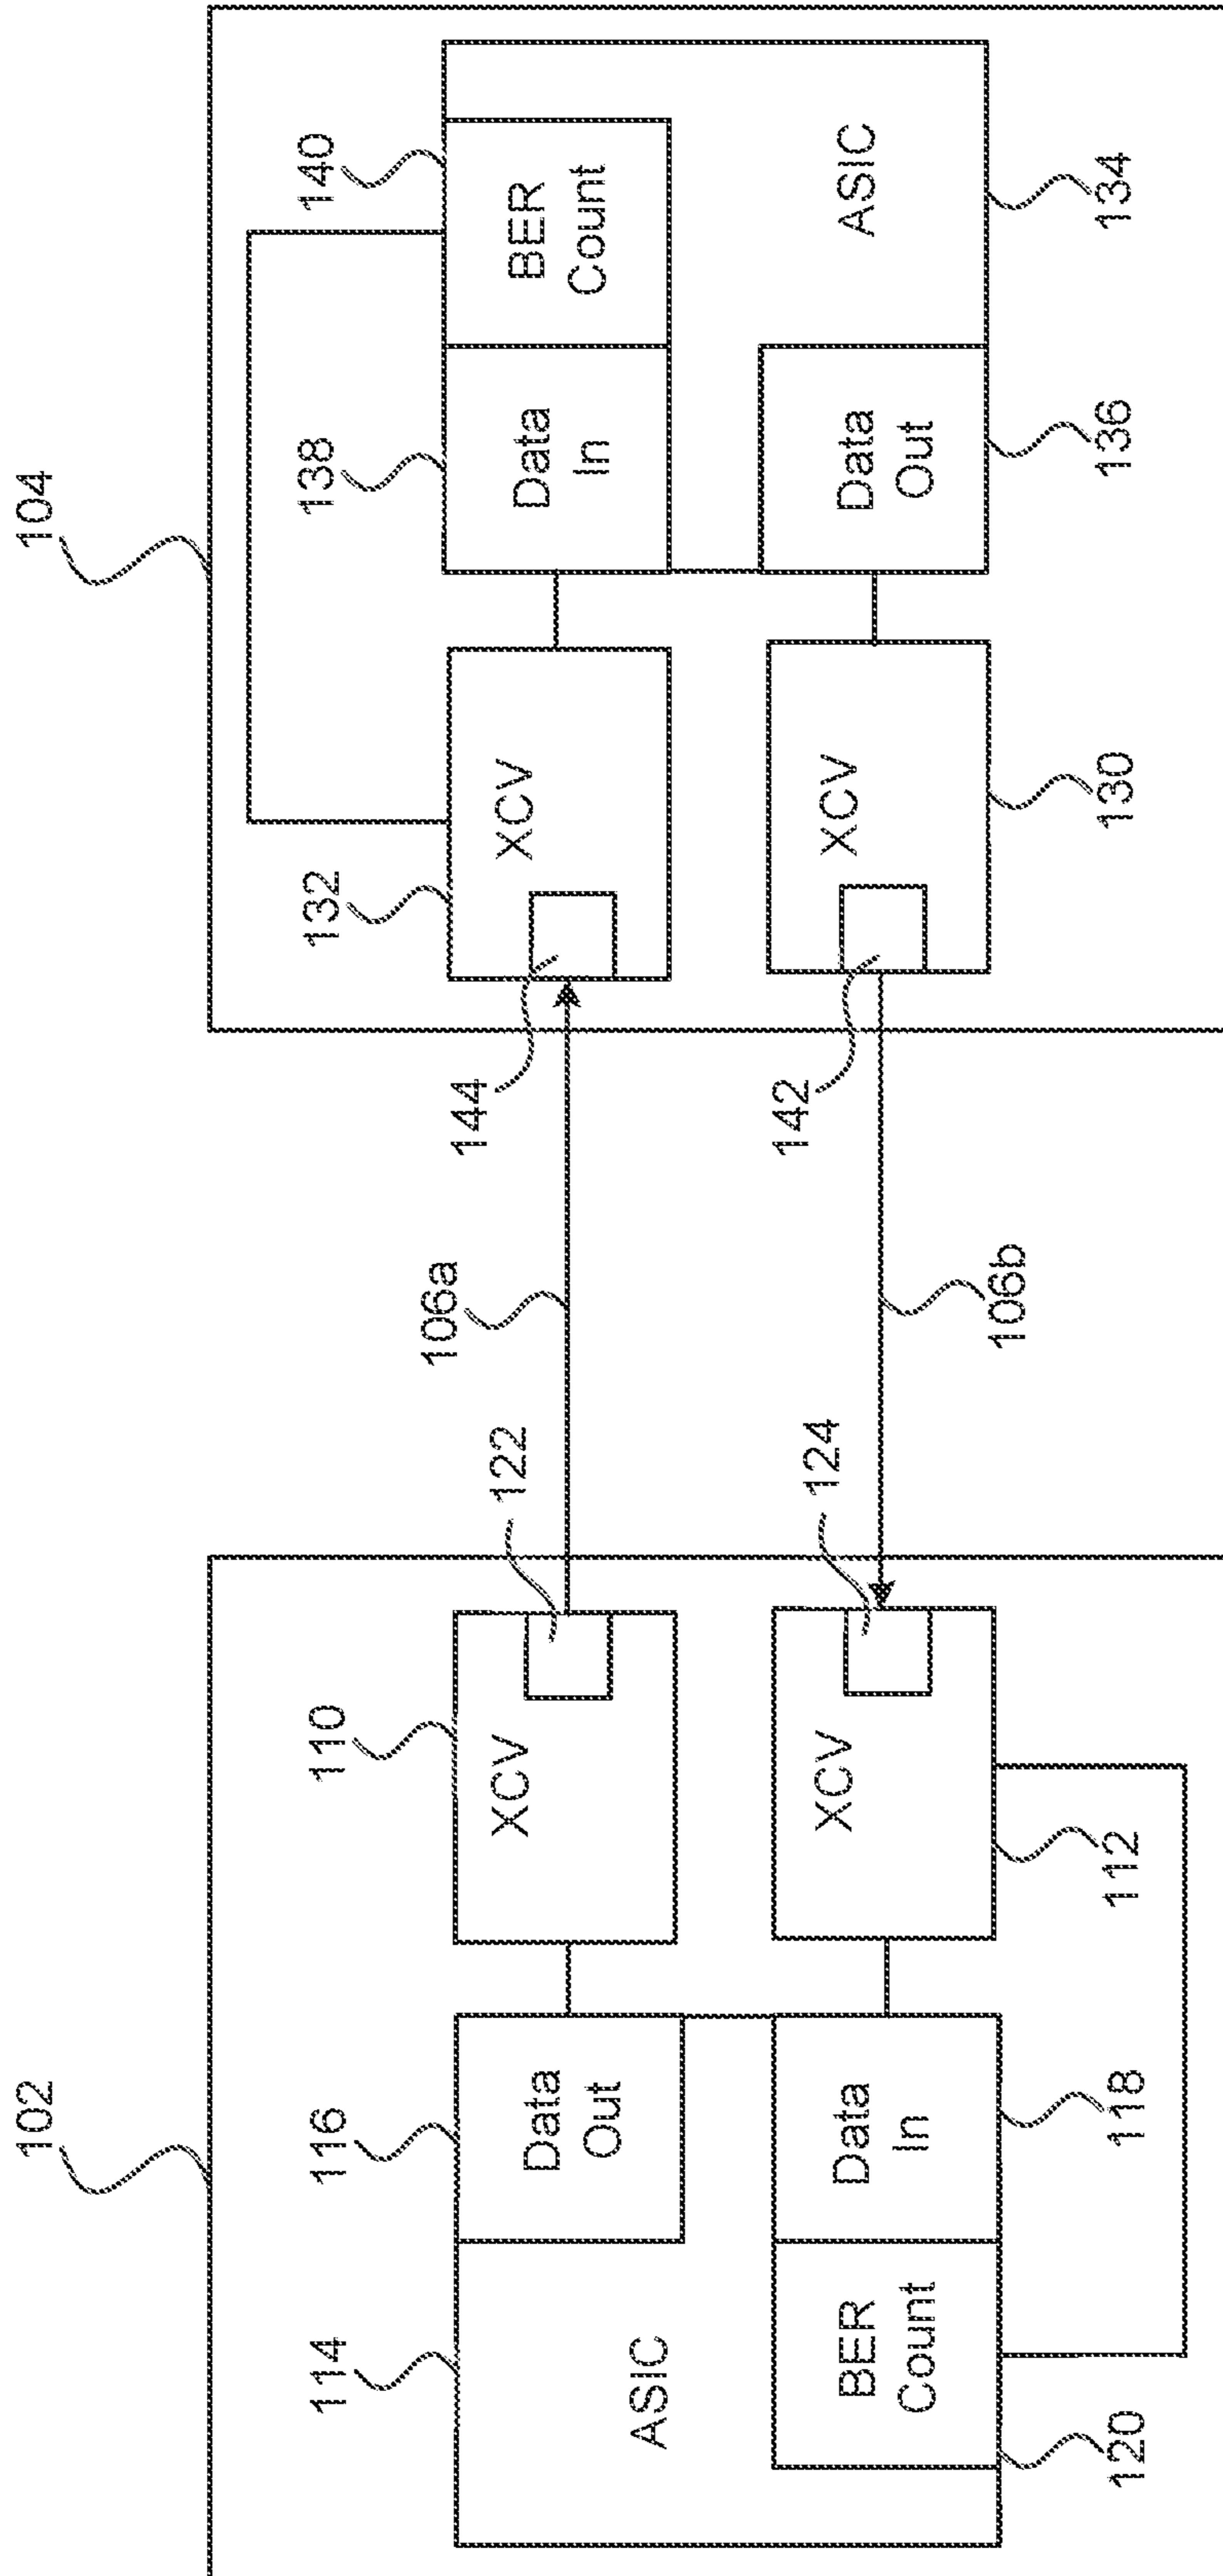 102
104
114
116
110
132
138
140
ASIC
Data
Out
XCV
122
106a
144
XCV
Data
In
BER
Count
BER
Count
Data
In
XCV
124
106b
142
XCV
Data
Out
ASIC
120
118
112
130
136
134